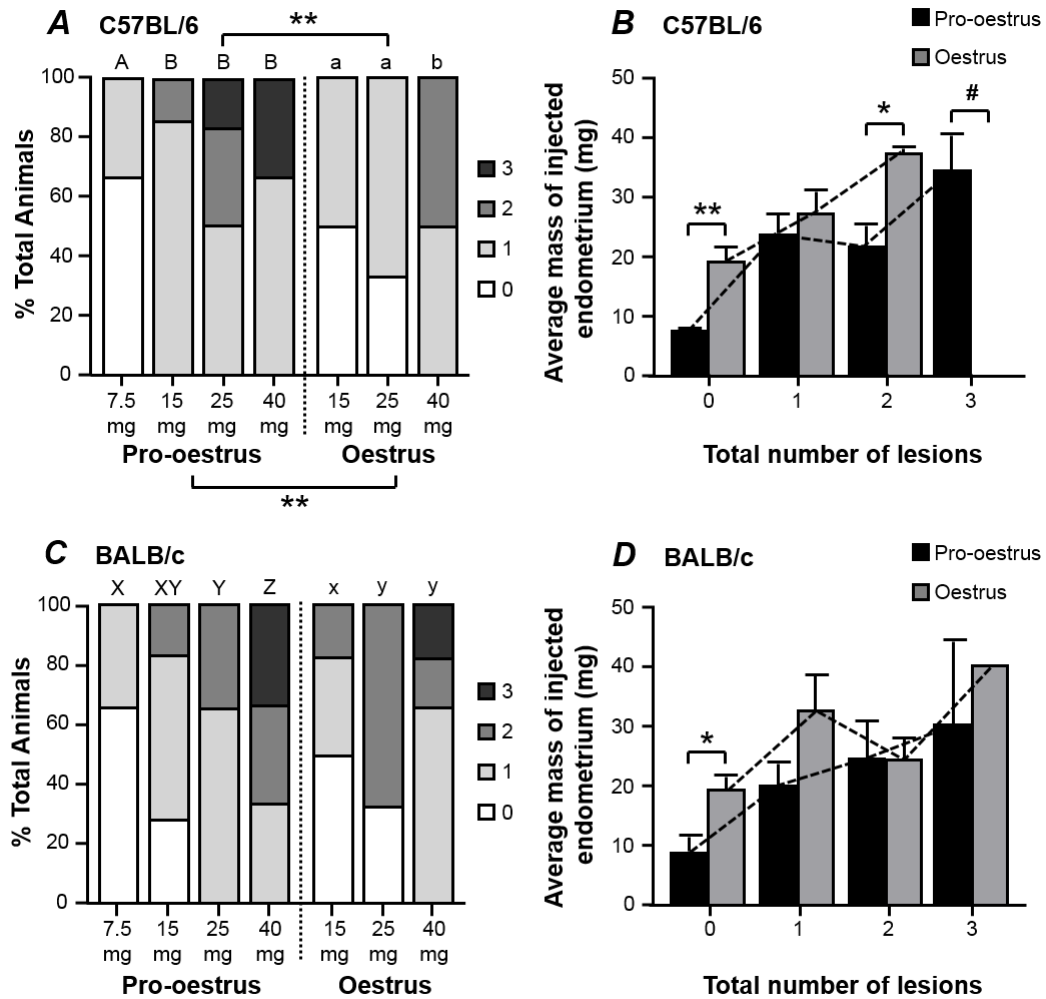 A C57BL/6
**
A B B B a a b
% Total Animals
100
80
60
40
20
0
3
2
1
0
7.5 mg 15 mg 25 mg 40 mg 15 mg 25 mg 40 mg
Pro-oestrus Oestrus
**
B C57BL/6
Pro-oestrus
Oestrus
Average mass of injected
endometrium (mg)
50
40
30
20
10
0
**
*
#
0 1 2 3
Total number of lesions
C BALB/c
X XY Y Z x y y
% Total Animals
100
80
60
40
20
0
3
2
1
0
7.5 mg 15 mg 25 mg 40 mg 15 mg 25 mg 40 mg
Pro-oestrus Oestrus
D BALB/c
Pro-oestrus
Oestrus
Average mass of injected
endometrium (mg)
50
40
30
20
10
0
*
0 1 2 3
Total number of lesions